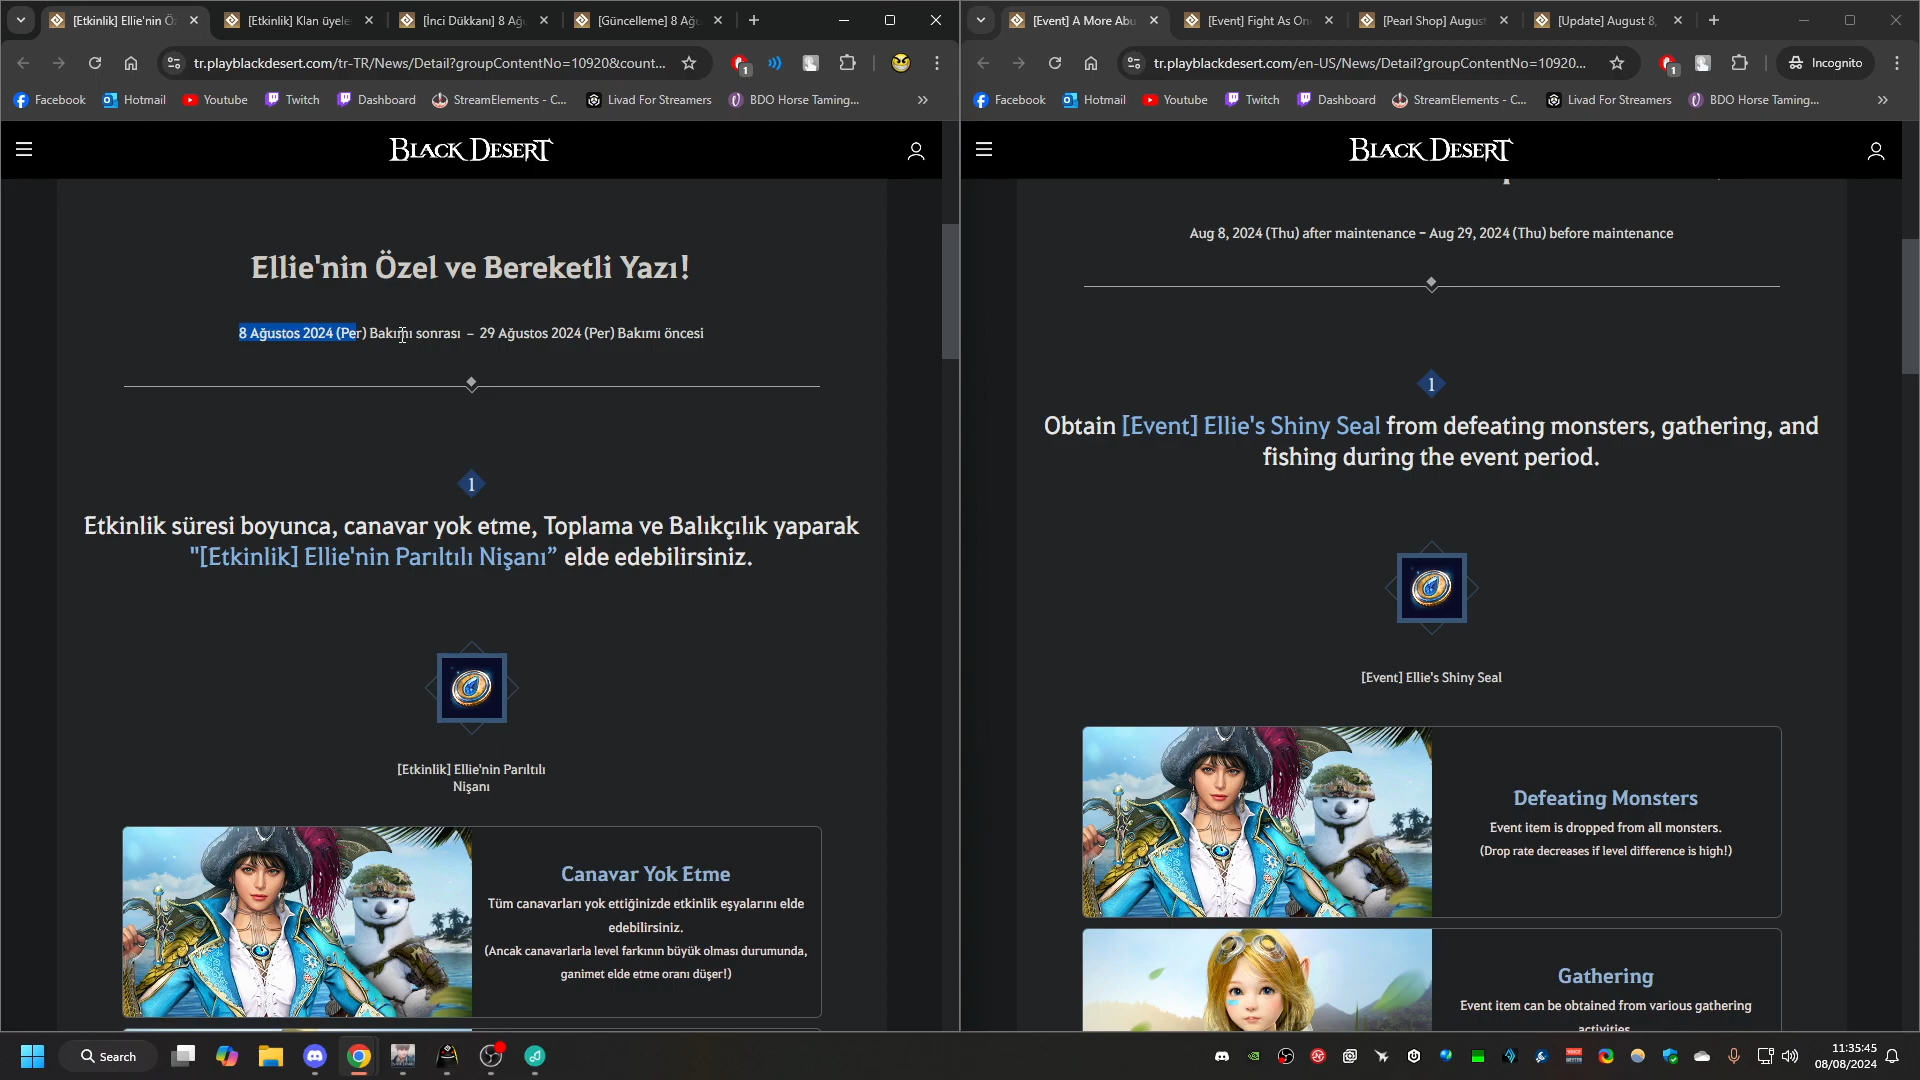 [Etkinlik] Ellie'nin Öz
[Etkinlik] Klan üyele
[İnci Dükkanı] 8 Ağu
[Güncelleme] 8 Ağu
tr.playblackdesert.com/tr-TR/News/Detail?groupContentNo=10920&count...
1
Facebook
Hotmail
Youtube
Twitch
Dashboard
StreamElements - C...
Livad For Streamers
BDO Horse Taming...
»
BLACK DESERT
Ellie'nin Özel ve Bereketli Yazı!
8 Ağustos 2024 (Per) Bakımı sonrası – 29 Ağustos 2024 (Per) Bakımı öncesi
1
Etkinlik süresi boyunca, canavar yok etme, Toplama ve Balıkçılık yaparak
"[Etkinlik] Ellie'nin Parıltılı Nişanı” elde edebilirsiniz.
[Etkinlik] Ellie'nin Parıltılı
Nişanı
Canavar Yok Etme
Tüm canavarları yok ettiğinizde etkinlik eşyalarını elde
edebilirsiniz.
(Ancak canavarlarla level farkının büyük olması durumunda,
ganimet elde etme oranı düşer!)
[Event] A More Abu
[Event] Fight As On
[Pearl Shop] August
[Update] August 8,
tr.playblackdesert.com/en-US/News/Detail?groupContentNo=10920...
1
Incognito
Facebook
Hotmail
Youtube
Twitch
Dashboard
StreamElements - C...
Livad For Streamers
BDO Horse Taming...
»
BLACK DESERT
Aug 8, 2024 (Thu) after maintenance – Aug 29, 2024 (Thu) before maintenance
1
Obtain [Event] Ellie's Shiny Seal from defeating monsters, gathering, and
fishing during the event period.
[Event] Ellie's Shiny Seal
Defeating Monsters
Event item is dropped from all monsters.
(Drop rate decreases if level difference is high!)
Gathering
Event item can be obtained from various gathering
activities.
Search
11:35:45
08/08/2024